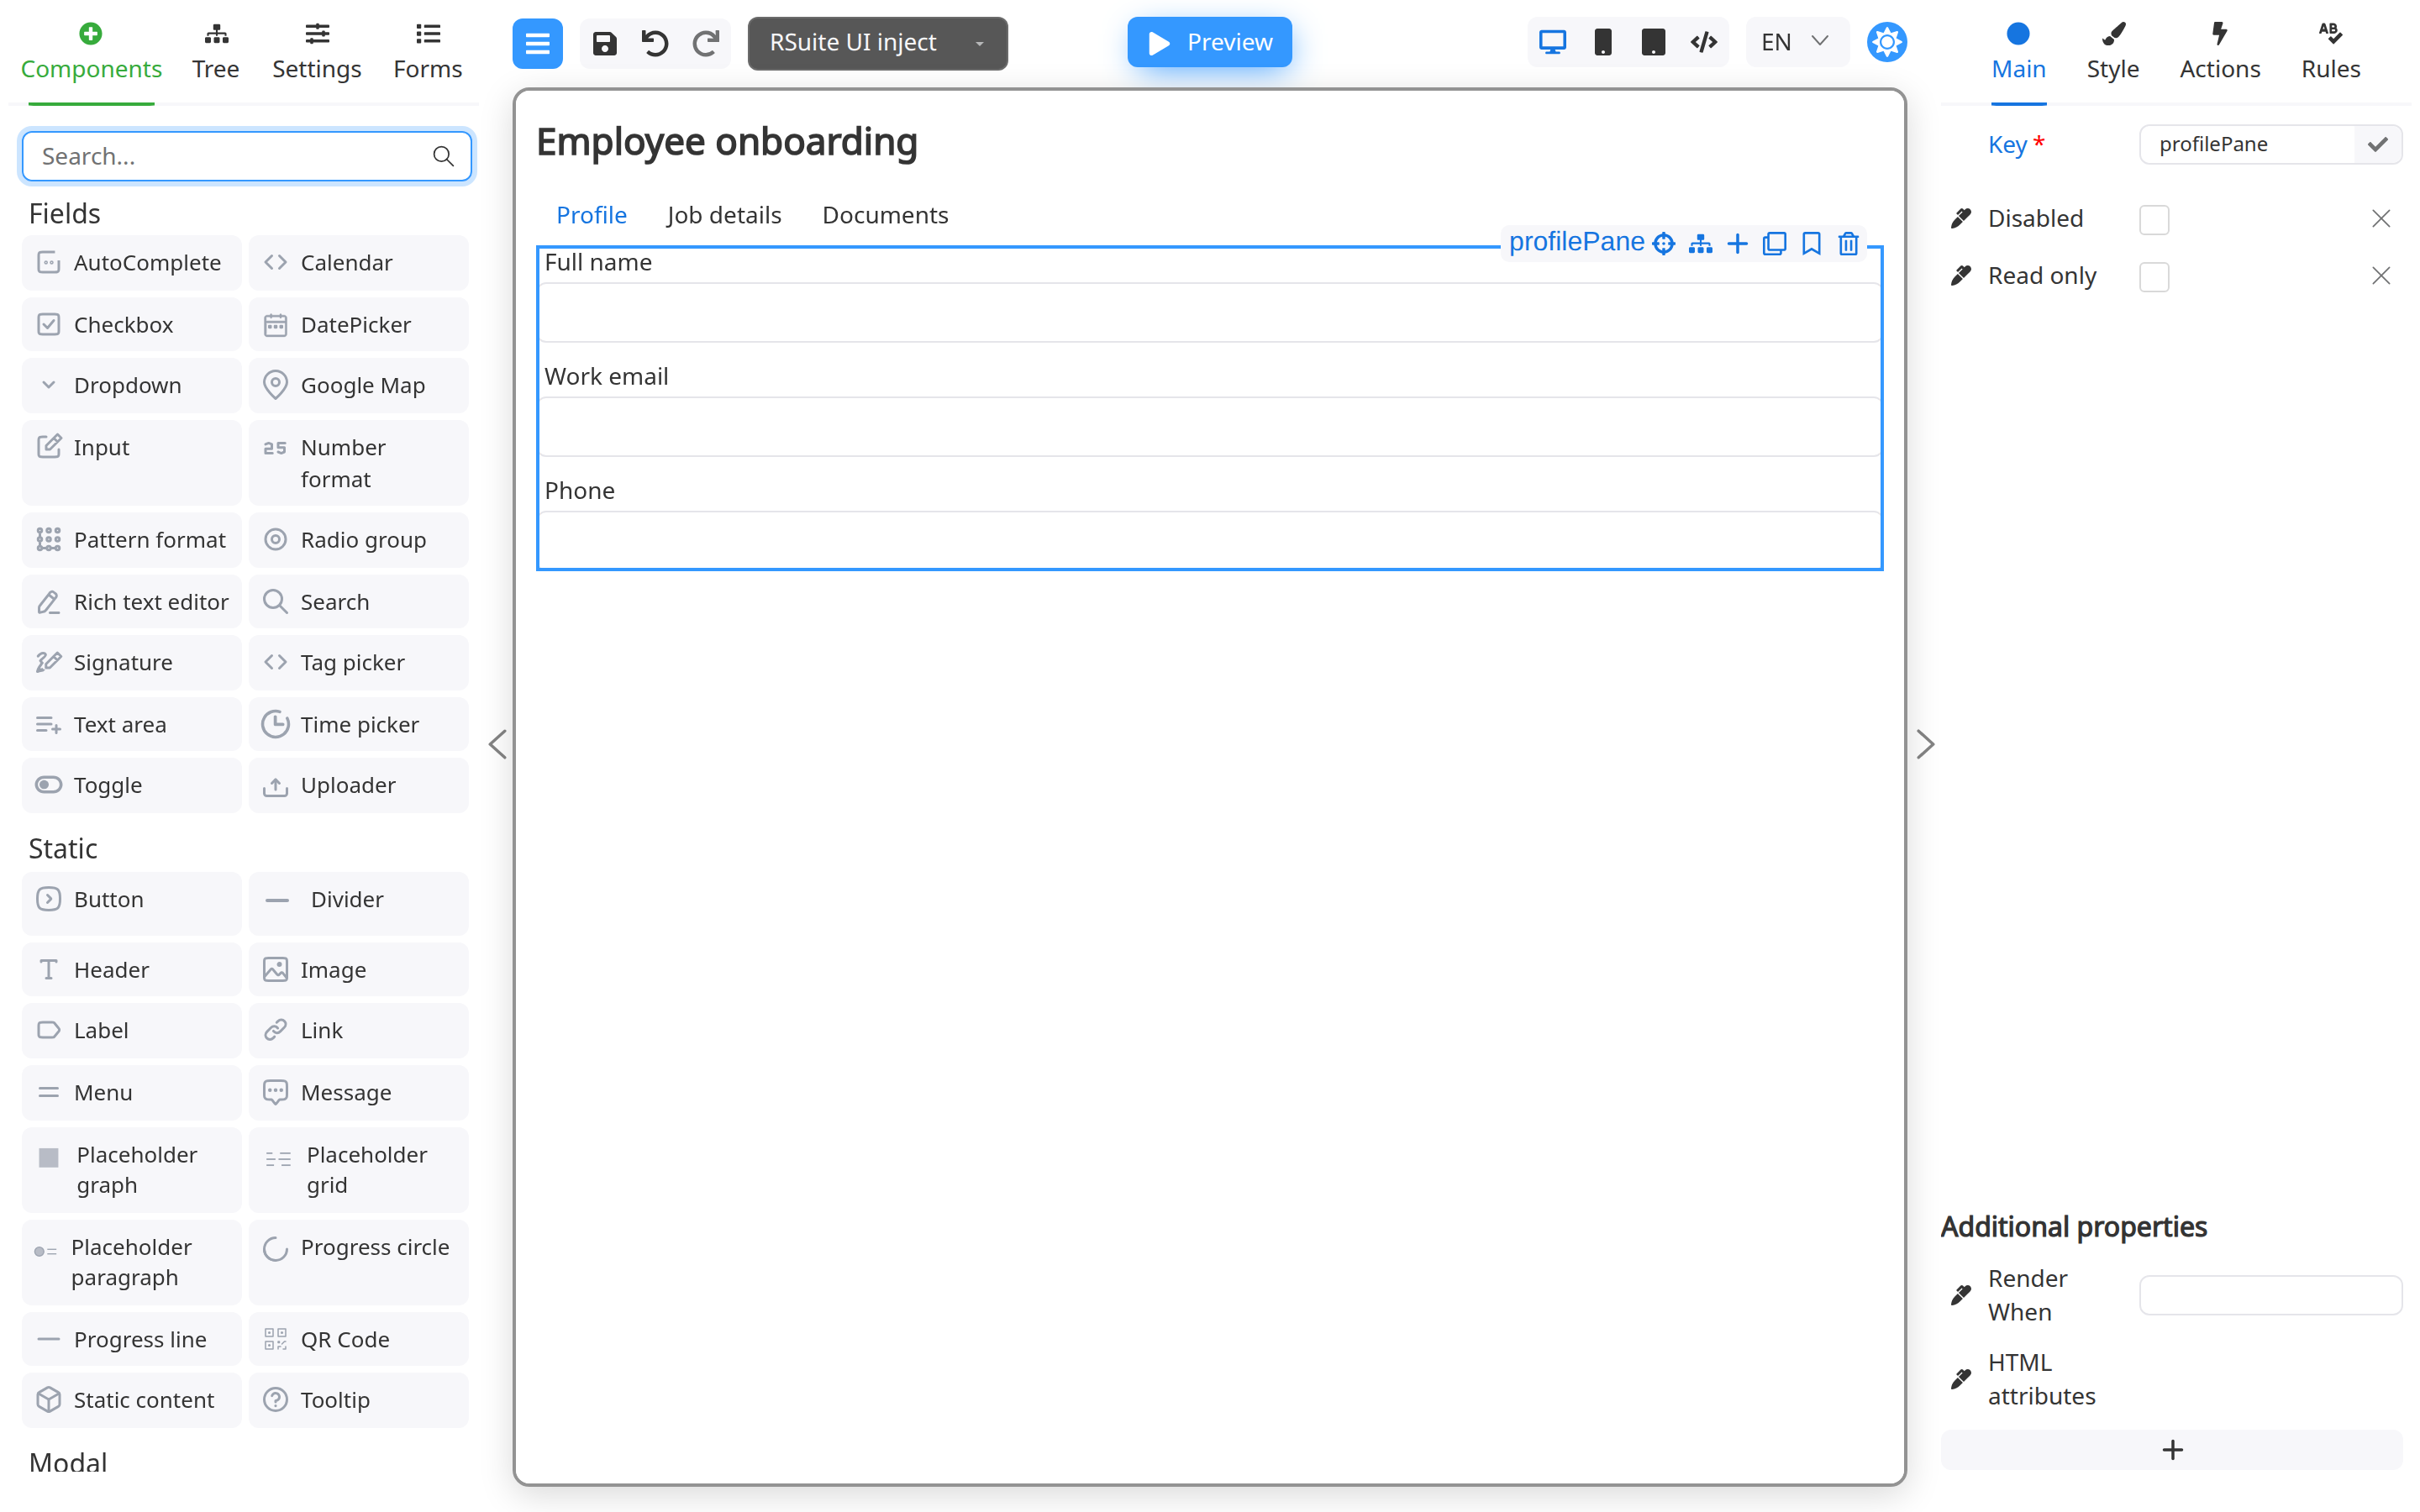 Components
Tree
Settings
Forms
RSuite UI inject
Preview
EN
Main
Style
Actions
Rules
Search...
Fields
AutoComplete
Calendar
Checkbox
DatePicker
Dropdown
Google Map
Input
Number
format
Pattern format
Radio group
Rich text editor
Search
Signature
Tag picker
Text area
Time picker
Toggle
Uploader
Static
Button
Divider
Header
Image
Label
Link
Menu
Message
Placeholder
graph
Placeholder
grid
Placeholder
paragraph
Progress circle
Progress line
QR Code
Static content
Tooltip
Modal
Employee onboarding
Profile
Job details
Documents
profilePane
Full name
Work email
Phone
Key *
profilePane
Disabled
Read only
Additional properties
Render
When
HTML
attributes